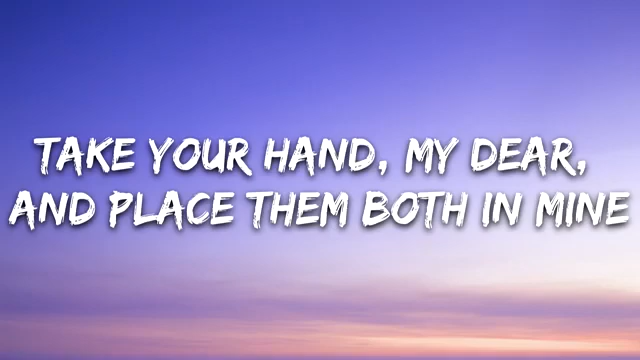 TAKE YOUR HAND, MY DEAR,
AND PLACE THEM BOTH IN MINE